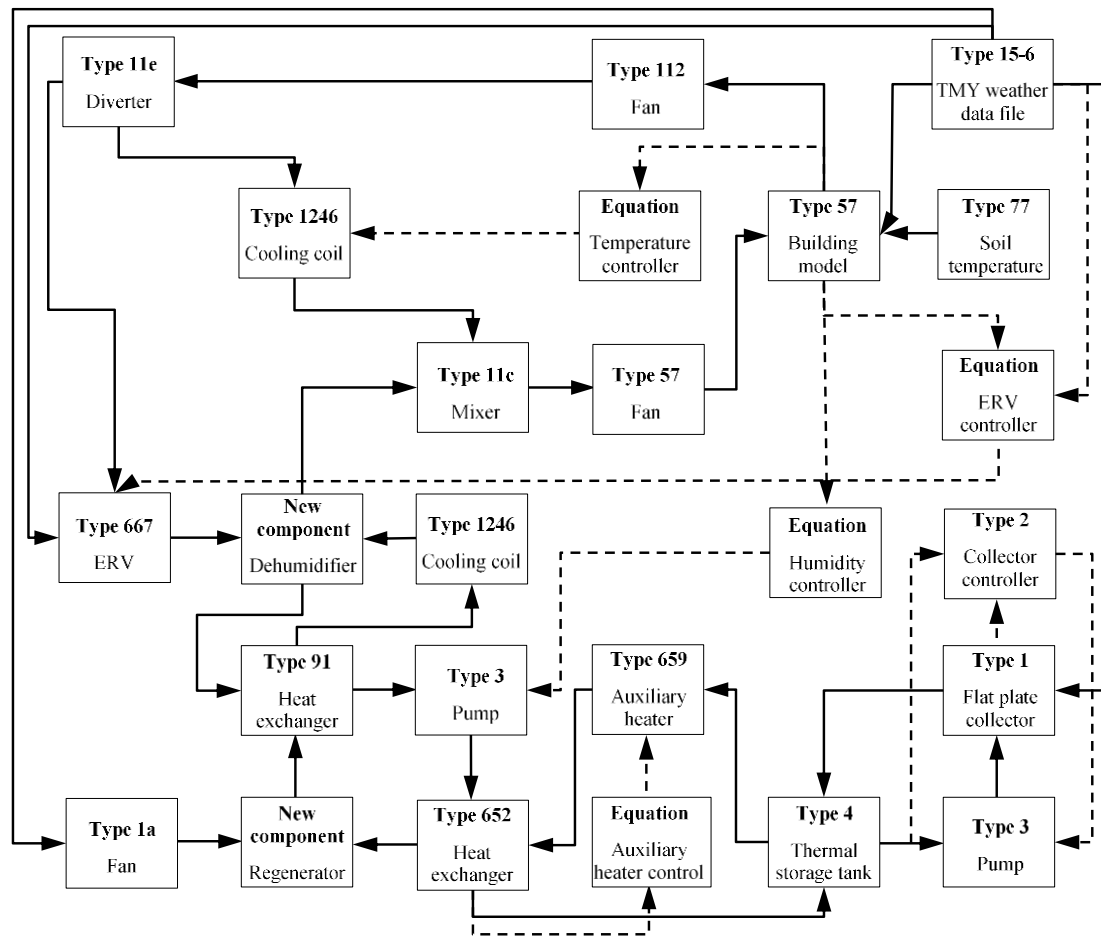 Type 11e
Diverter
Type 112
Fan
Type 15-6
TMY weather
data file
Type 1246
Cooling coil
Equation
Temperature
controller
Type 57
Building
model
Type 77
Soil
temperature
Type 11c
Mixer
Type 57
Fan
Equation
ERV
controller
Type 667
ERV
New
component
Dehumidifier
Type 1246
Cooling coil
Equation
Humidity
controller
Type 2
Collector
controller
Type 91
Heat
exchanger
Type 3
Pump
Type 659
Auxiliary
heater
Type 1
Flat plate
collector
Type 1a
Fan
New
component
Regenerator
Type 652
Heat
exchanger
Equation
Auxiliary
heater control
Type 4
Thermal
storage tank
Type 3
Pump